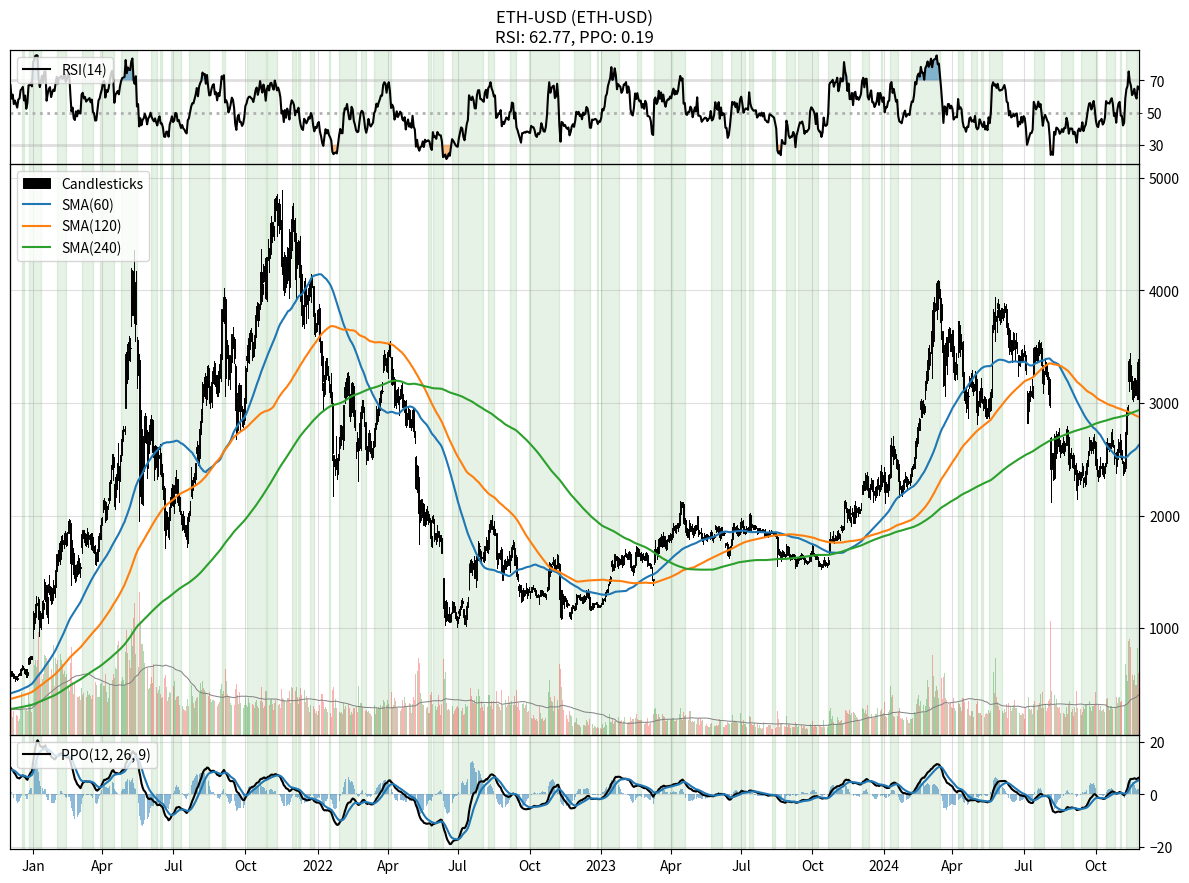 ETH-USD (ETH-USD)
RSI: 62.77, PPO: 0.19
RSI(14)
70
50
30
Candlesticks
SMA(60)
SMA(120)
SMA(240)
5000
4000
3000
2000
1000
PPO(12, 26, 9)
20
0
−20
Jan Apr Jul Oct 2022 Apr Jul Oct 2023 Apr Jul Oct 2024 Apr Jul Oct